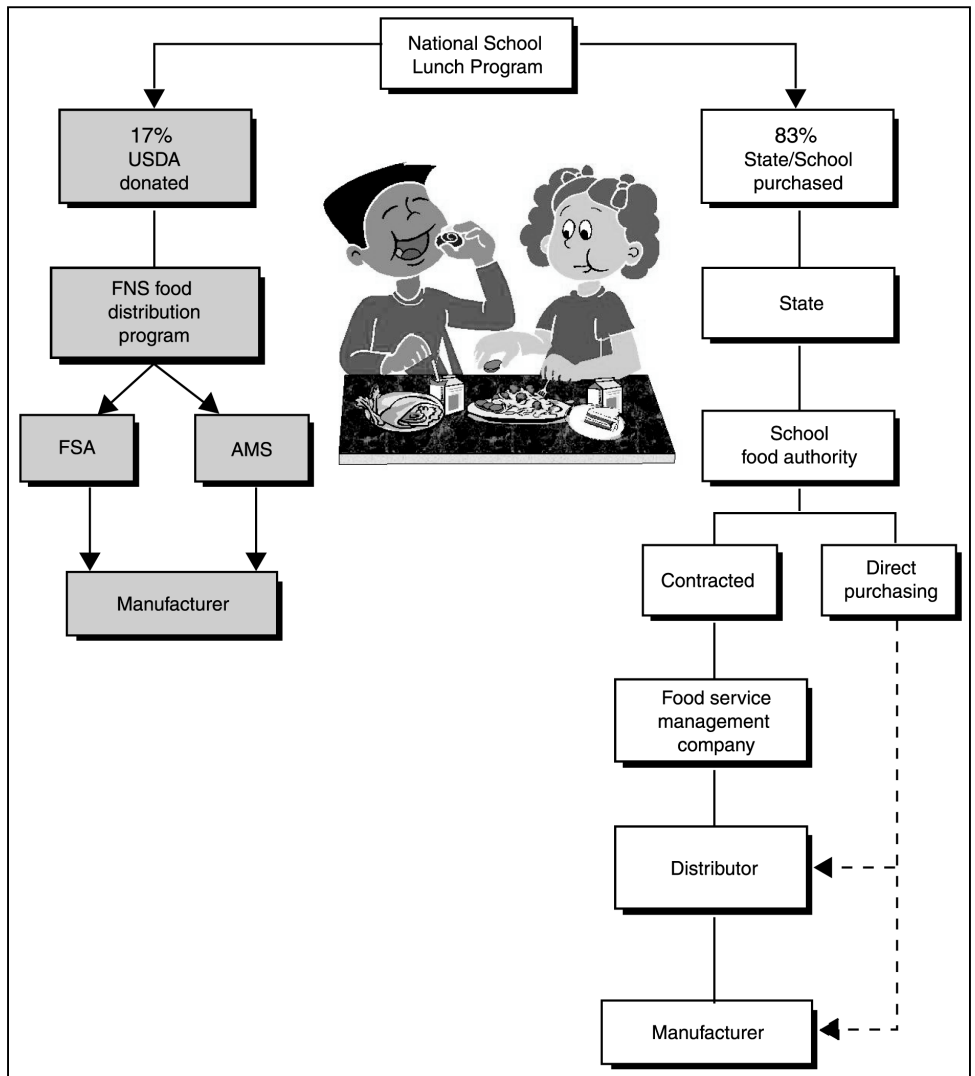 National School
Lunch Program
17%
USDA
donated
83%
State/School
purchased
FNS food
distribution
program
State
FSA
AMS
School
food authority
Manufacturer
Contracted
Direct
purchasing
Food service
management
company
Distributor
Manufacturer